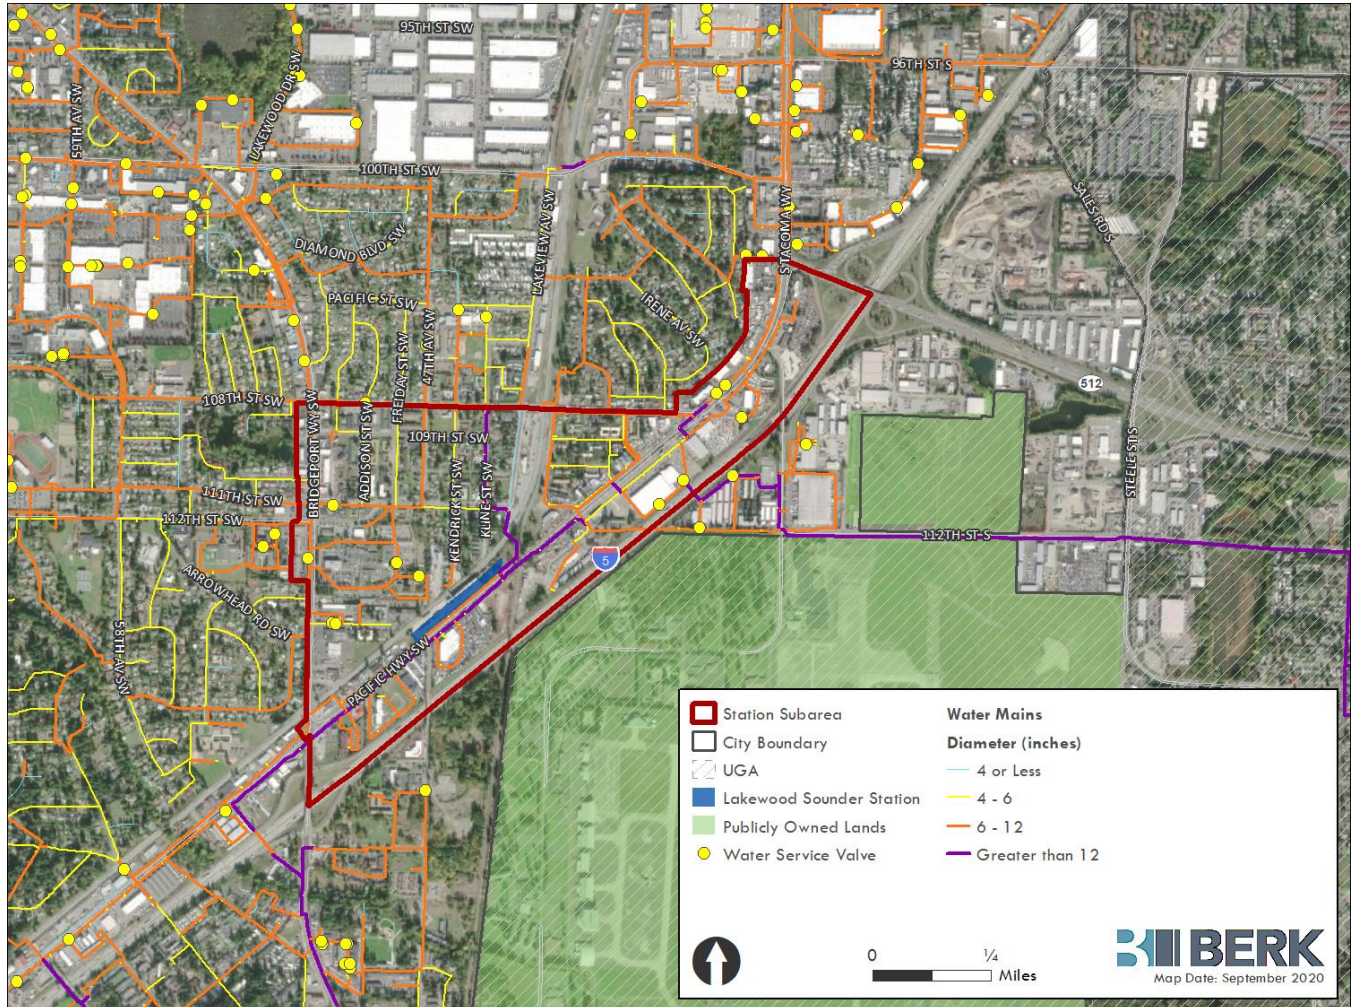 95TH ST SW
96TH ST S
59TH AV SW
LAKEWOOD DR SW
100TH ST SW
LAKEVIEW AV SW
S TACOMA WY
SALES RD S
DIAMOND BLVD SW
PACIFIC ST SW
IRENE AV SW
FREIDAY ST SW
47TH AV SW
512
108TH ST SW
BRIDGEPORT WY SW
ADDISON ST SW
109TH ST SW
KENDRICK ST SW
KLINE ST SW
STEELE ST S
111TH ST SW
112TH ST SW
112TH ST S
5
ARROWHEAD RD SW
58TH AV SW
PACIFIC HWY SW
Station Subarea
City Boundary
UGA
Lakewood Sounder Station
Publicly Owned Lands
Water Service Valve
Water Mains
Diameter (inches)
4 or Less
4 - 6
6 - 12
Greater than 12
0 ¼
Miles
BERK
Map Date: September 2020